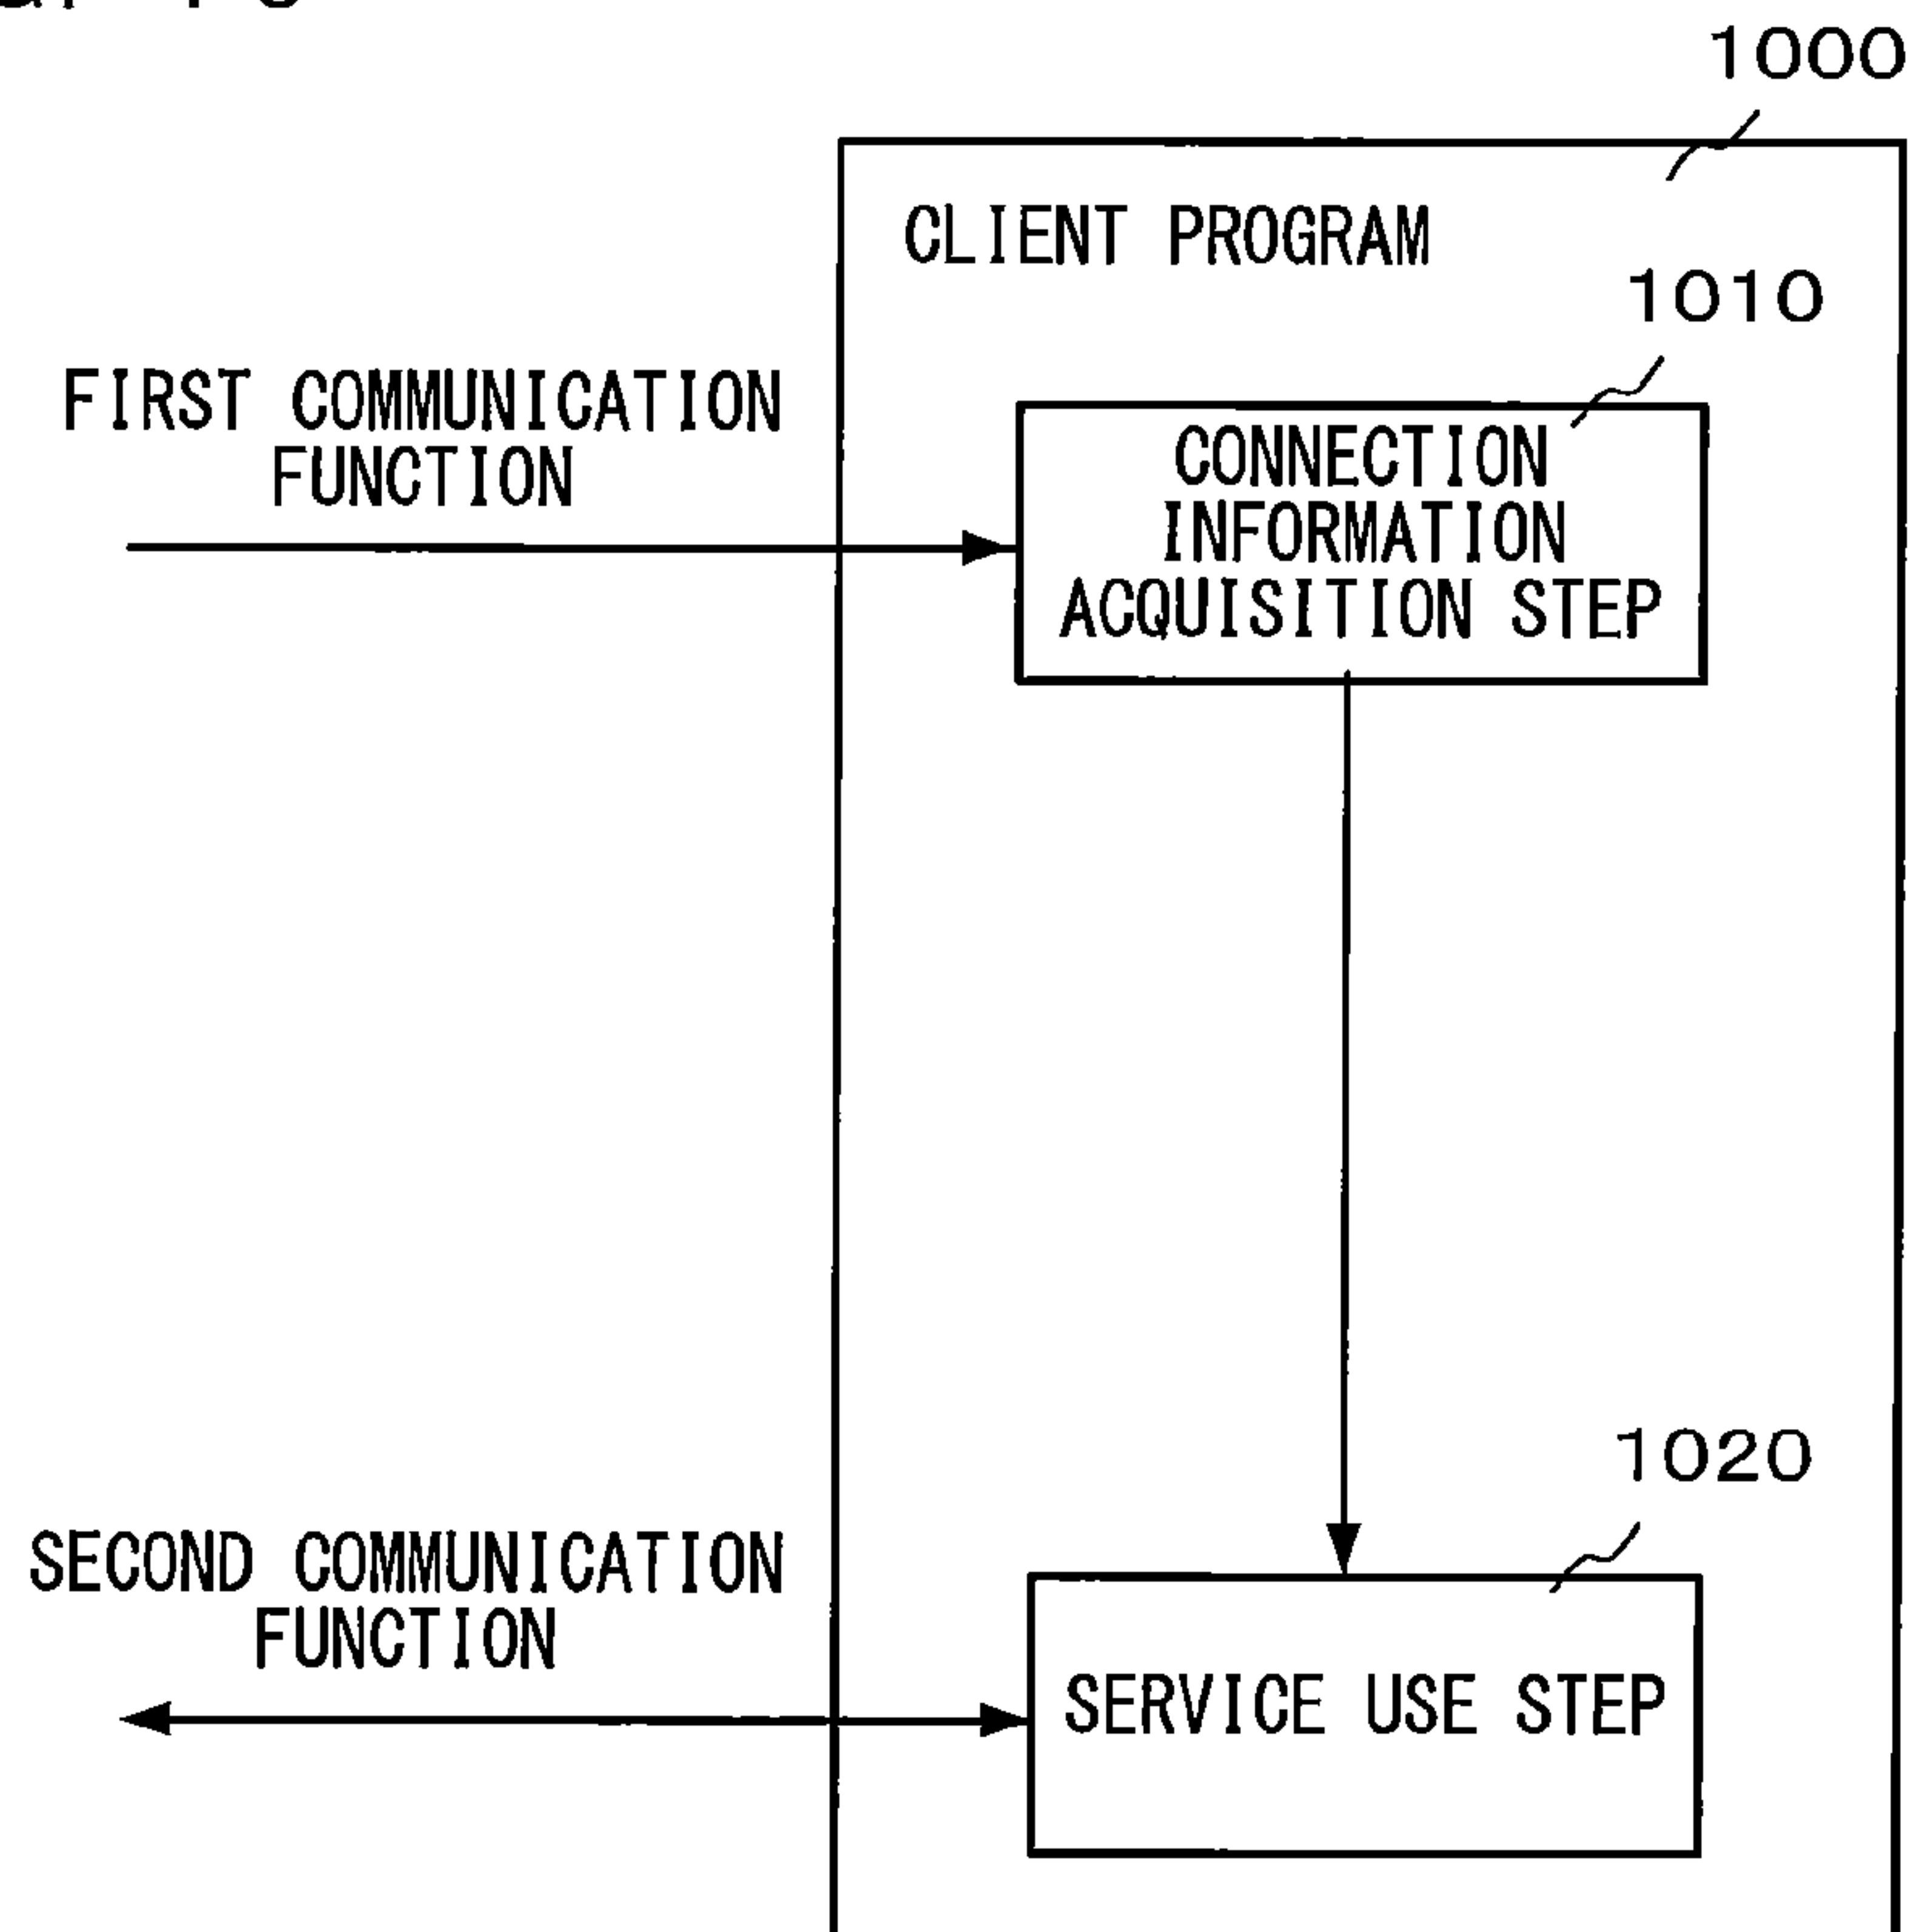 1000
CLIENT PROGRAM
1010
FIRST COMMUNICATION
FUNCTION
CONNECTION
INFORMATION
ACQUISITION STEP
1020
SECOND COMMUNICATION
FUNCTION
SERVICE USE STEP